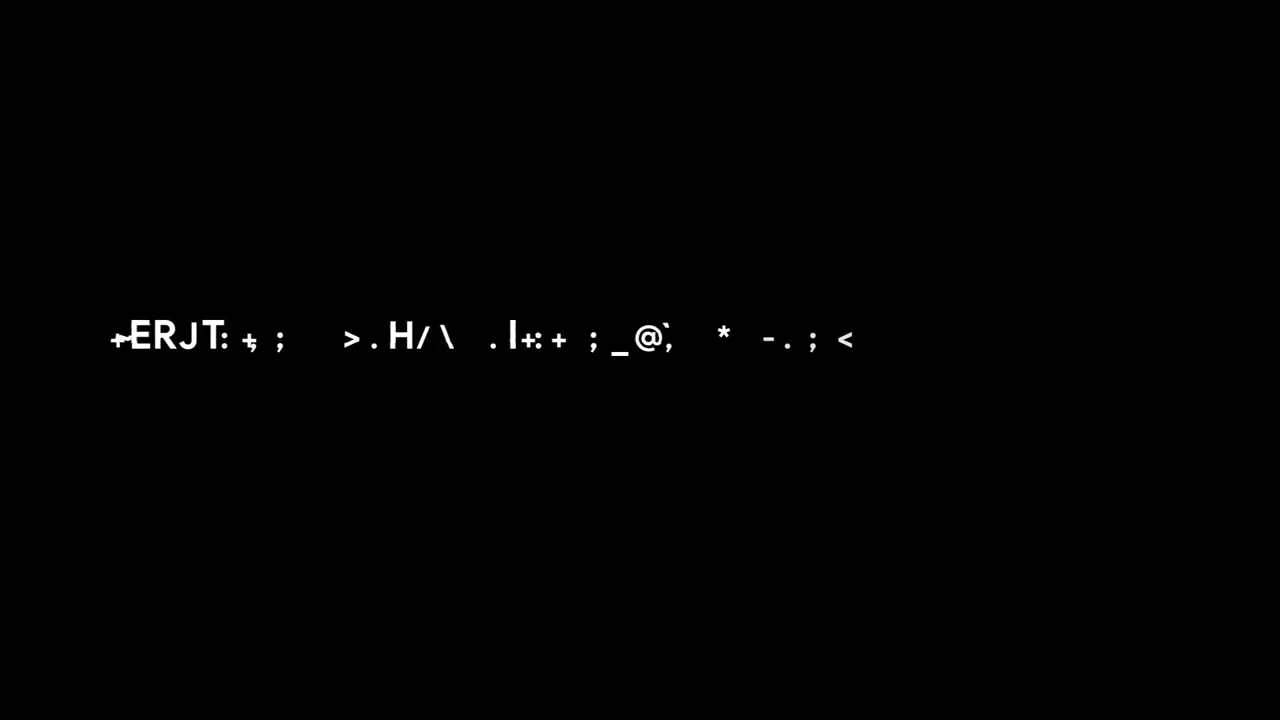 +~ERJT: +, ; > . H/ \ . I+: + ; _ @`, * - . ; <